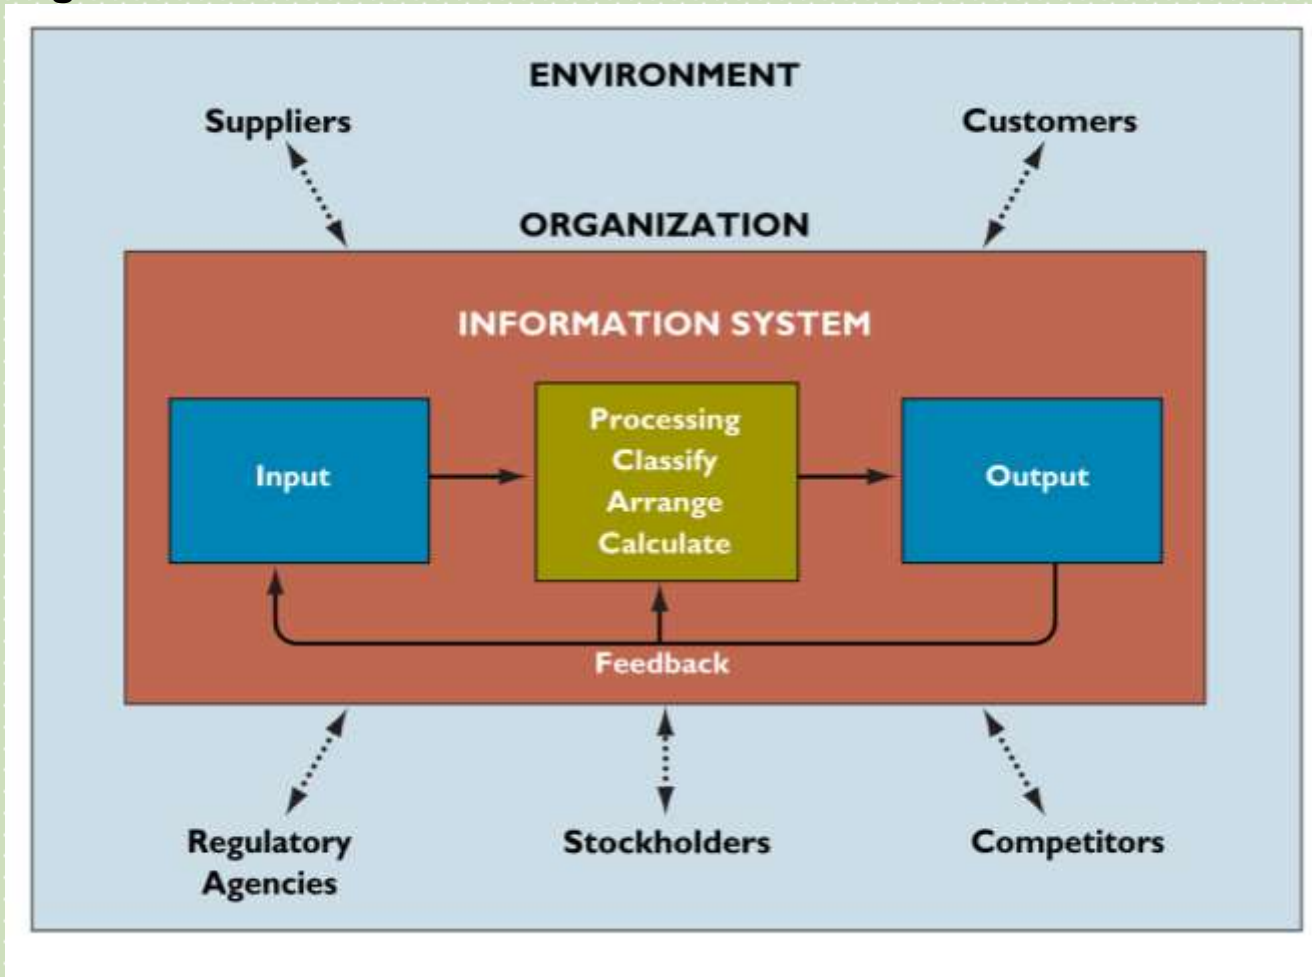 ENVIRONMENT
Suppliers
Customers
ORGANIZATION
INFORMATION SYSTEM
Input
Processing
Classify
Arrange
Calculate
Output
Feedback
Regulatory
Agencies
Stockholders
Competitors